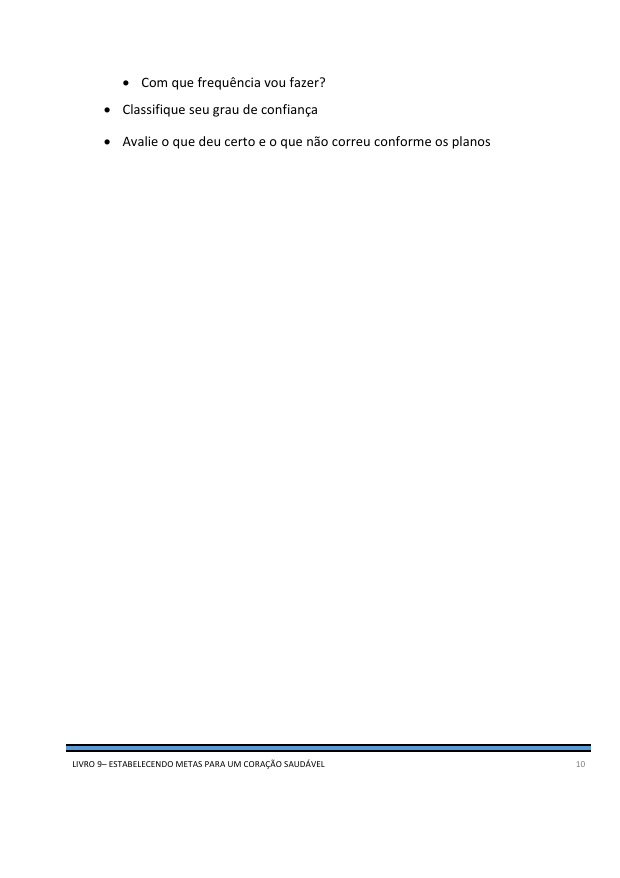 • Com que frequência vou fazer?
• Classifique seu grau de confiança
• Avalie o que deu certo e o que não correu conforme os planos
LIVRO 9– ESTABELECENDO METAS PARA UM CORAÇÃO SAUDÁVEL 10